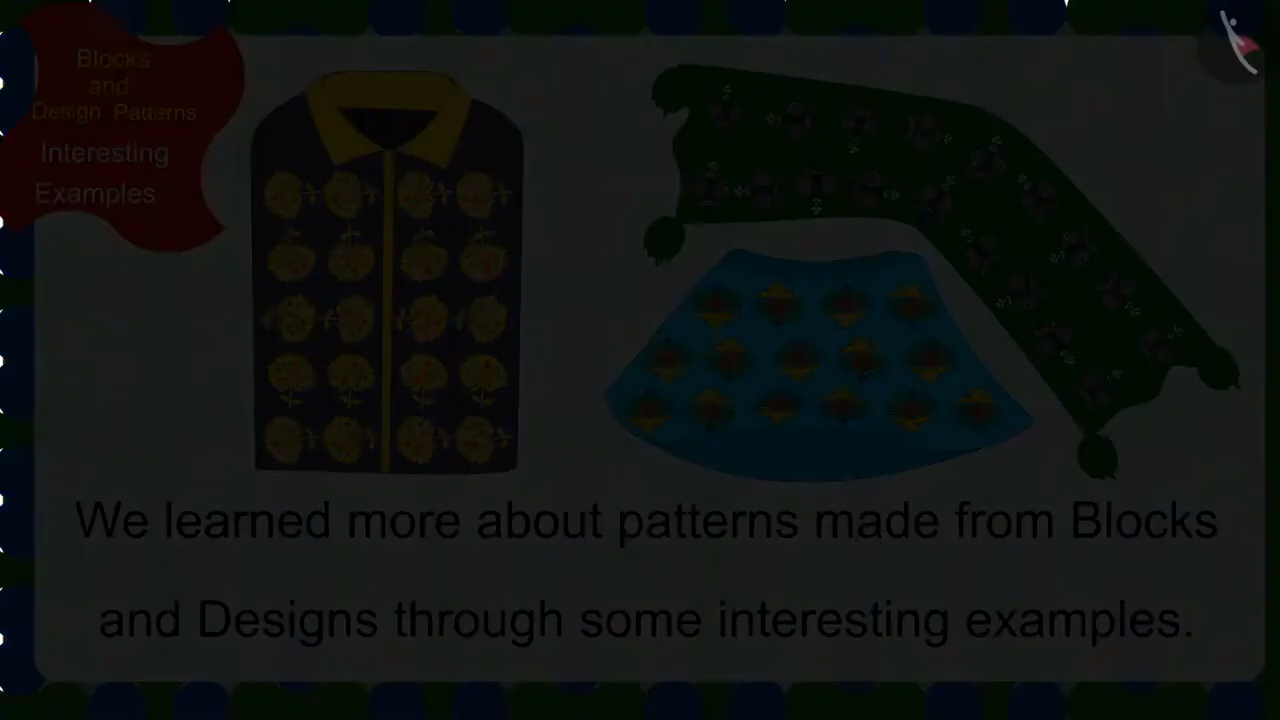 Blocks
and
Design Patterns
Interesting
Examples
We learned more about patterns made from Blocks
and Designs through some interesting examples.